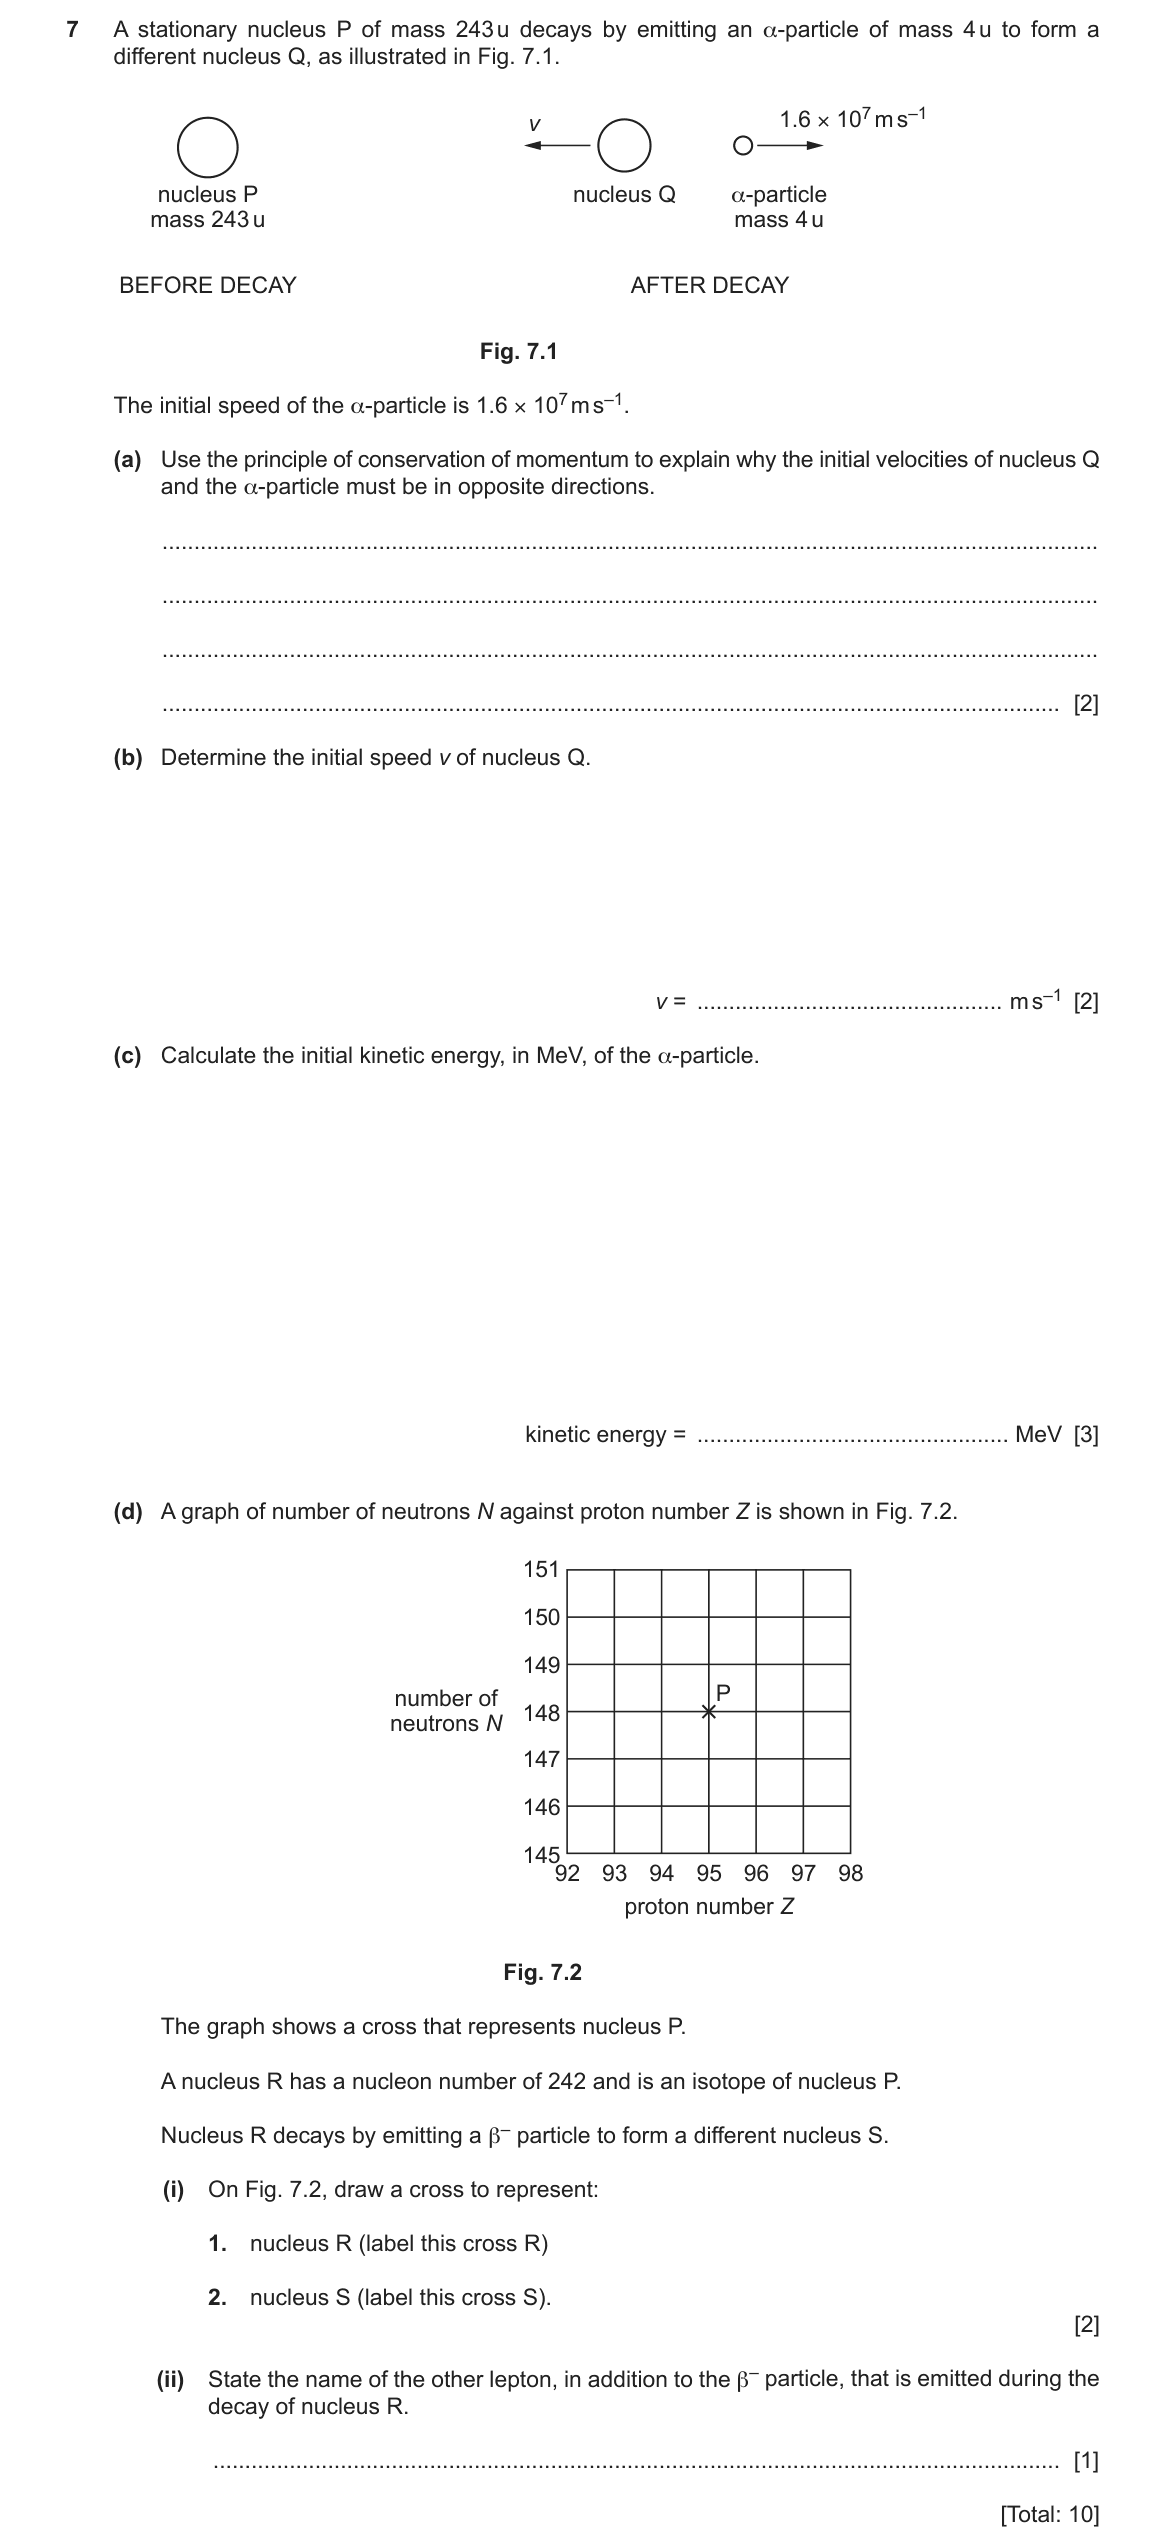 7 A stationary nucleus P of mass 243 u decays by emitting an α-particle of mass 4 u to form a
different nucleus Q, as illustrated in Fig. 7.1.
v
1.6 × 10⁷ m s⁻¹
nucleus P
mass 243 u
nucleus Q
α-particle
mass 4 u
BEFORE DECAY
AFTER DECAY
Fig. 7.1
The initial speed of the α-particle is 1.6 × 10⁷ m s⁻¹.
(a) Use the principle of conservation of momentum to explain why the initial velocities of nucleus Q
and the α-particle must be in opposite directions.
..........................................................................................
..........................................................................................
..........................................................................................
.......................................................................................... [2]
(b) Determine the initial speed v of nucleus Q.
v = .............................................. m s⁻¹ [2]
(c) Calculate the initial kinetic energy, in MeV, of the α-particle.
kinetic energy = ................................................ MeV [3]
(d) A graph of number of neutrons N against proton number Z is shown in Fig. 7.2.
151
150
149
148
147
146
145
number of
neutrons N
P
92 93 94 95 96 97 98
proton number Z
Fig. 7.2
The graph shows a cross that represents nucleus P.
A nucleus R has a nucleon number of 242 and is an isotope of nucleus P.
Nucleus R decays by emitting a β⁻ particle to form a different nucleus S.
(i) On Fig. 7.2, draw a cross to represent:
1. nucleus R (label this cross R)
2. nucleus S (label this cross S).
[2]
(ii) State the name of the other lepton, in addition to the β⁻ particle, that is emitted during the
decay of nucleus R.
.......................................................................................... [1]
[Total: 10]